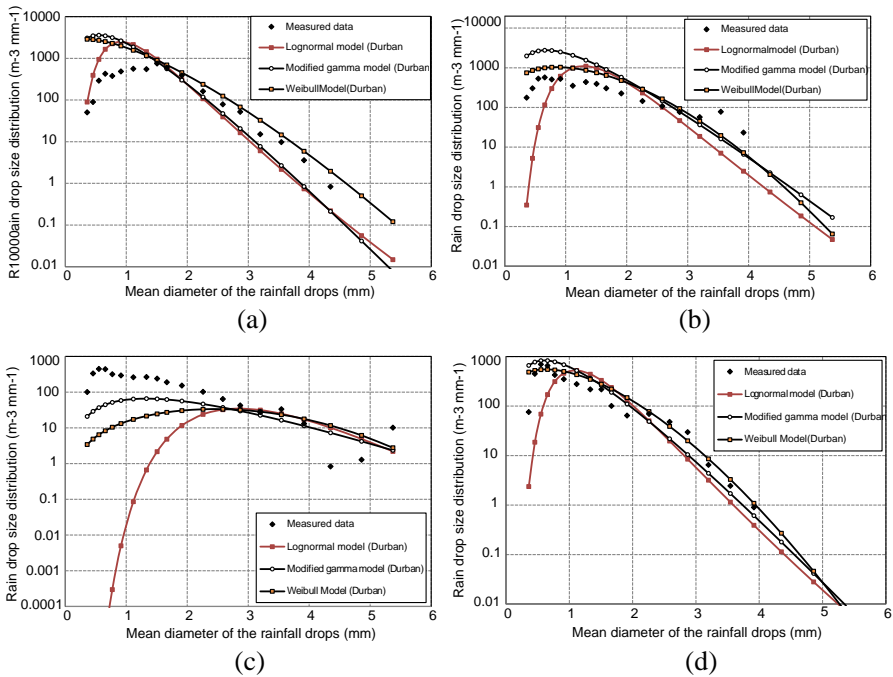 R10000ain drop size distribution (m-3 mm-1)
10000
1000
100
10
1
0.1
0.01
0 1 2 3 4 5 6
Measured data
Lognormal model (Durban
Modified gamma model (Durban
WeibullModel(Durban)
Mean diameter of the rainfall drops (mm)
(a)
Rain drop size distribution (m-3 mm-1)
10000
1000
100
10
1
0.1
0.01
0 1 2 3 4 5 6
Measured data
Lognormalmodel (Durban)
Modified gamma model (Durban)
WeibullModel(Durban)
Mean diameter of the rainfall drops (mm)
(b)
Rain drop size distribution (m-3 mm-1)
1000
100
10
1
0.1
0.01
0.001
0.0001
0 1 2 3 4 5 6
Measured data
Lognormal model (Durban)
Modified gamma model (Durban)
Weibull Model (Durban)
Mean diameter of the rainfall drops (mm)
(c)
Rain drop size distribution (m-3 mm-1)
1000
100
10
1
0.1
0.01
0 1 2 3 4 5 6
Measured data
Lognormal model (Durban)
Modified gamma model (Durban
Weibull Model(Durban)
Mean diameter of the rainfall drops (mm)
(d)